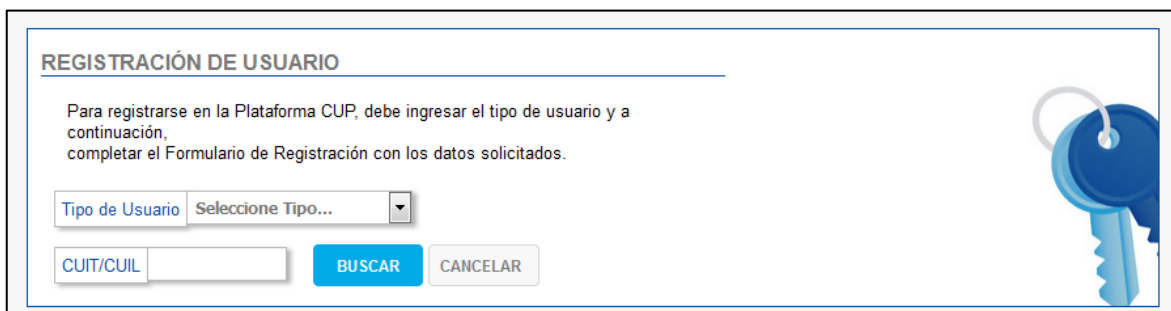 REGISTRACIÓN DE USUARIO
Para registrarse en la Plataforma CUP, debe ingresar el tipo de usuario y a
continuación,
completar el Formulario de Registración con los datos solicitados.
Tipo de Usuario Seleccione Tipo...
CUIT/CUIL BUSCAR CANCELAR